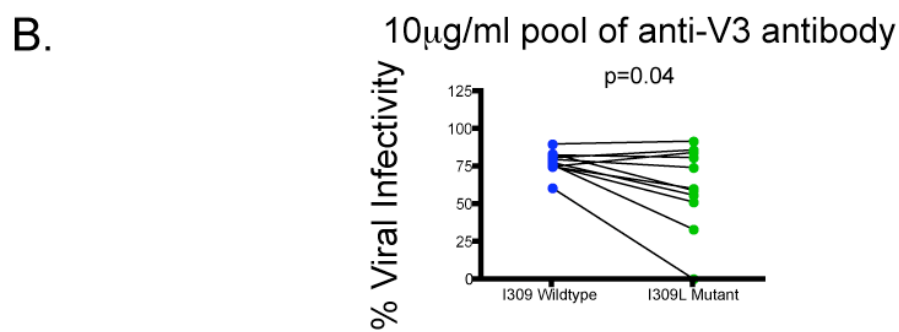 B.
10μg/ml pool of anti-V3 antibody
p=0.04
% Viral Infectivity
125
100
75
50
25
0
I309 Wildtype
I309L Mutant